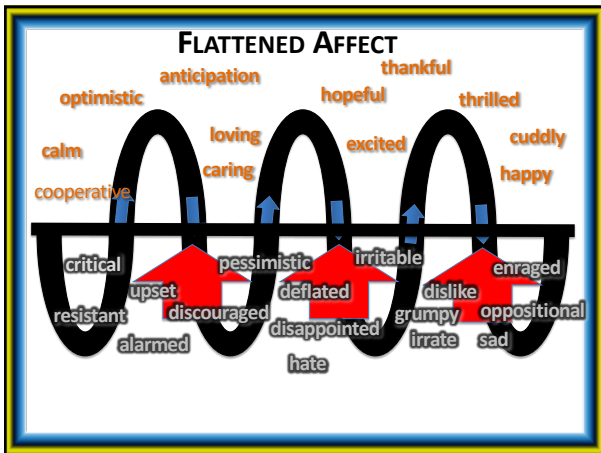 FLATTENED AFFECT
thankful
anticipation
hopeful
optimistic
thrilled
loving
excited
cuddly
calm
caring
happy
cooperative
critical
pessimistic
irritable
enraged
upset
deflated
dislike
resistant
discouraged
grumpy
oppositional
disappointed
alarmed
irrate
sad
hate